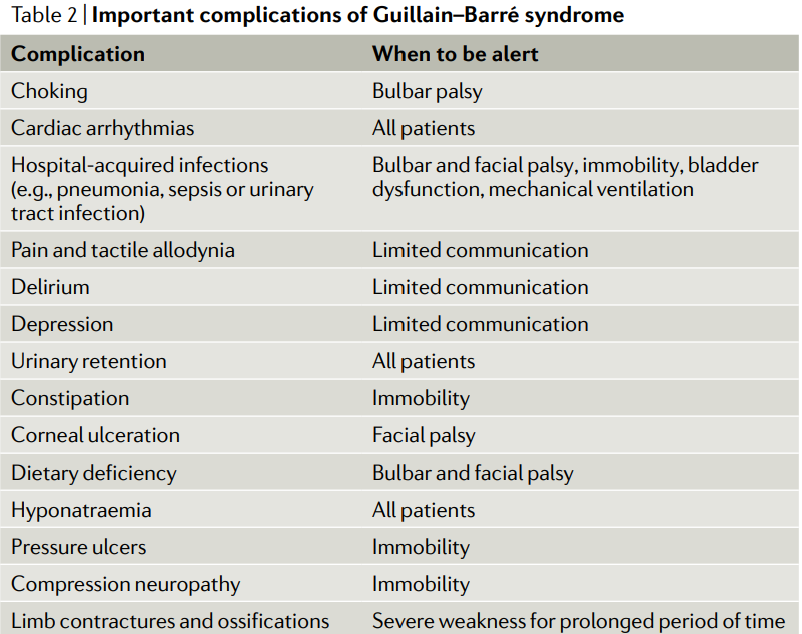 Table 2 | Important complications of Guillain–Barré syndrome
Complication When to be alert
Choking Bulbar palsy
Cardiac arrhythmias All patients
Hospital-acquired infections Bulbar and facial palsy, immobility, bladder
(e.g., pneumonia, sepsis or urinary dysfunction, mechanical ventilation
tract infection)
Pain and tactile allodynia Limited communication
Delirium Limited communication
Depression Limited communication
Urinary retention All patients
Constipation Immobility
Corneal ulceration Facial palsy
Dietary deficiency Bulbar and facial palsy
Hyponatraemia All patients
Pressure ulcers Immobility
Compression neuropathy Immobility
Limb contractures and ossifications Severe weakness for prolonged period of time